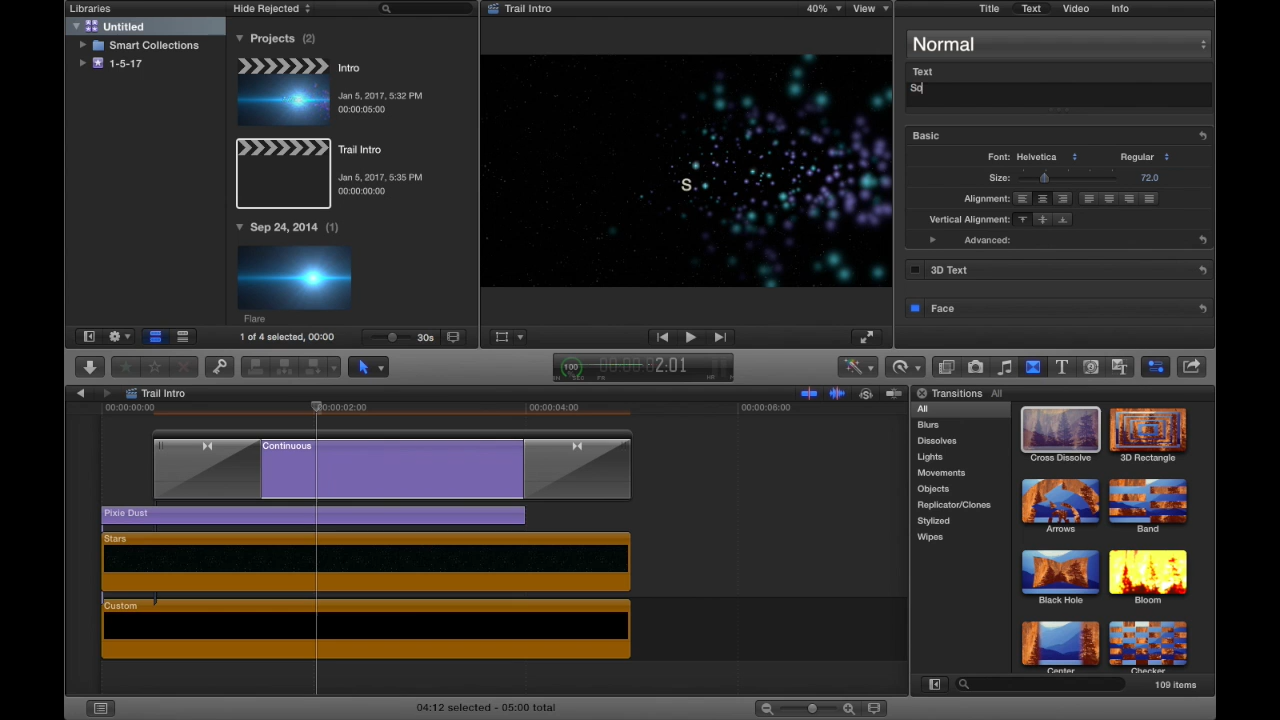 Libraries
Hide Rejected
Trail Intro
40%
View
Title
Text
Video
Info
Untitled
Smart Collections
1-5-17
Projects (2)
Intro
Jan 5, 2017, 5:32 PM
00:00:05:00
Trail Intro
Jan 5, 2017, 5:35 PM
00:00:00:00
Sep 24, 2014 (1)
Flare
1 of 4 selected, 00:00
30s
S
Normal
Text
So
Basic
Font: Helvetica Regular
Size: 72.0
Alignment:
Vertical Alignment:
Advanced:
3D Text
Face
100
2:01
Trail Intro
00:00:00:00
00:00:02:00
00:00:04:00
00:00:06:00
Continuous
Pixie Dust
Stars
Custom
Transitions All
All
Blurs
Dissolves
Lights
Movements
Objects
Replicator/Clones
Stylized
Wipes
Cross Dissolve
3D Rectangle
Arrows
Band
Black Hole
Bloom
Center
Checker
109 items
04:12 selected - 05:00 total